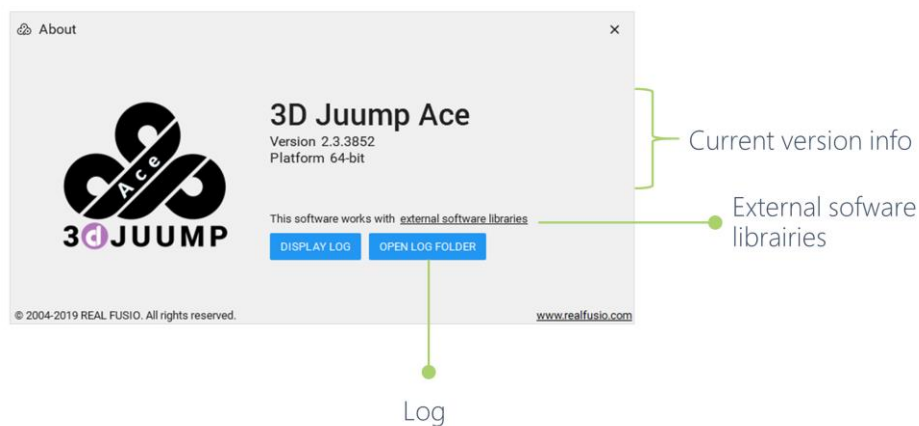 About
3D Juump Ace
Version 2.3.3852
Platform 64-bit
Current version info
Ace
3dJUUMP
This software works with external software libraries
External sofware
librairies
DISPLAY LOG
OPEN LOG FOLDER
© 2004-2019 REAL FUSIO. All rights reserved.
www.realfusio.com
Log